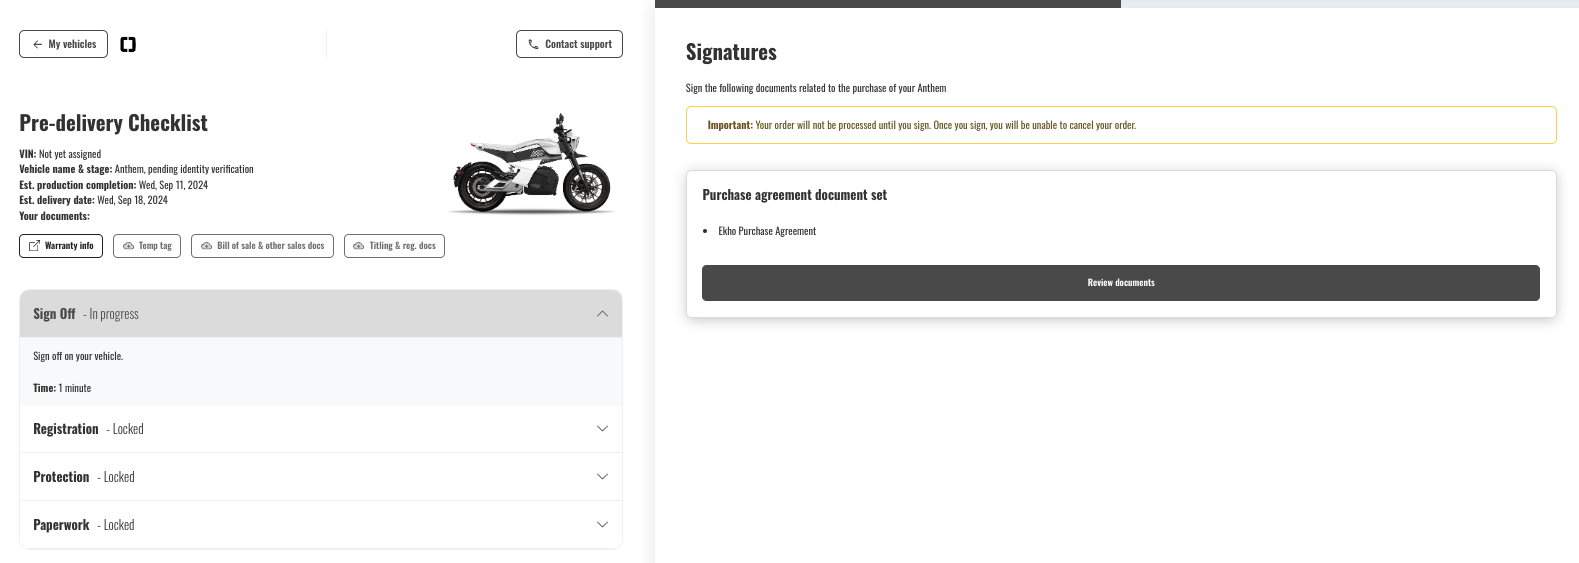 My vehicles
Contact support
Pre-delivery Checklist
VIN: Not yet assigned
Vehicle name & stage: Anthem, pending identity verification
Est. production completion: Wed, Sep 11, 2024
Est. delivery date: Wed, Sep 18, 2024
Your documents:
Warranty info
Temp tag
Bill of sale & other sales docs
Titling & reg. docs
Sign Off - In progress
Sign off on your vehicle.
Time: 1 minute
Registration - Locked
Protection - Locked
Paperwork - Locked
Signatures
Sign the following documents related to the purchase of your Anthem
Important: Your order will not be processed until you sign. Once you sign, you will be unable to cancel your order.
Purchase agreement document set
Ekho Purchase Agreement
Review documents